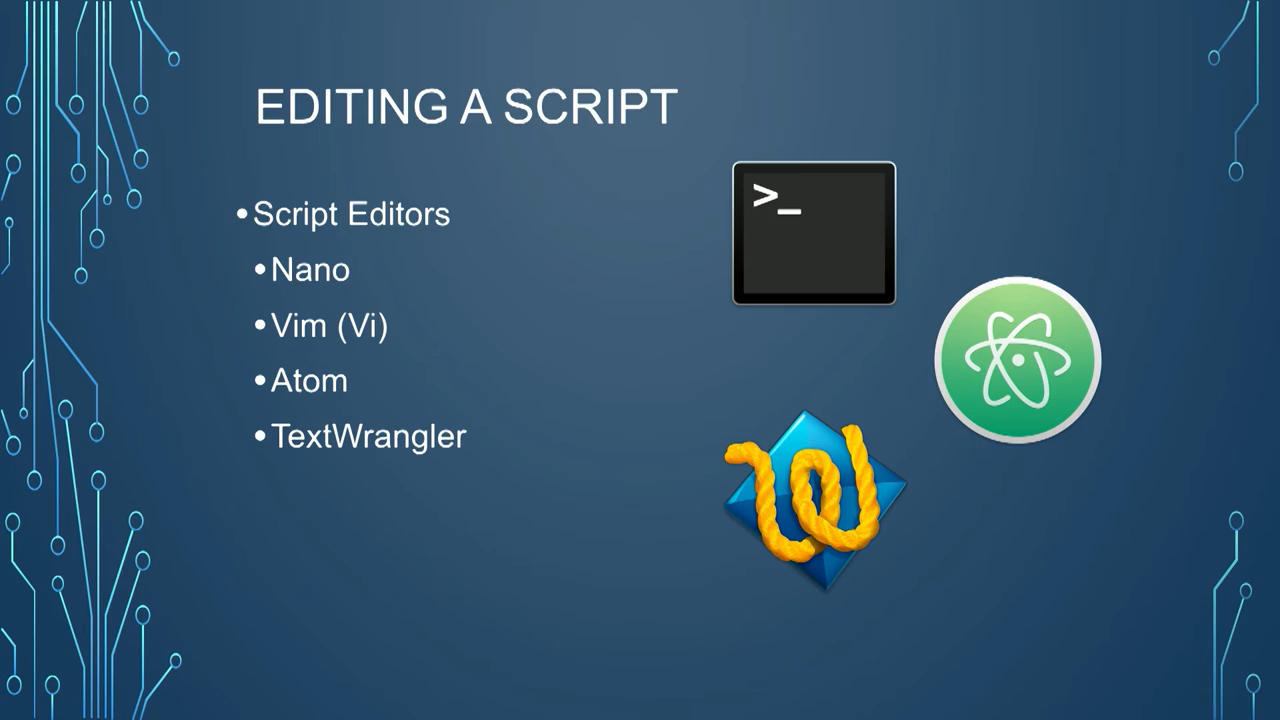 EDITING A SCRIPT
•Script Editors
•Nano
•Vim (Vi)
•Atom
•TextWrangler
>_